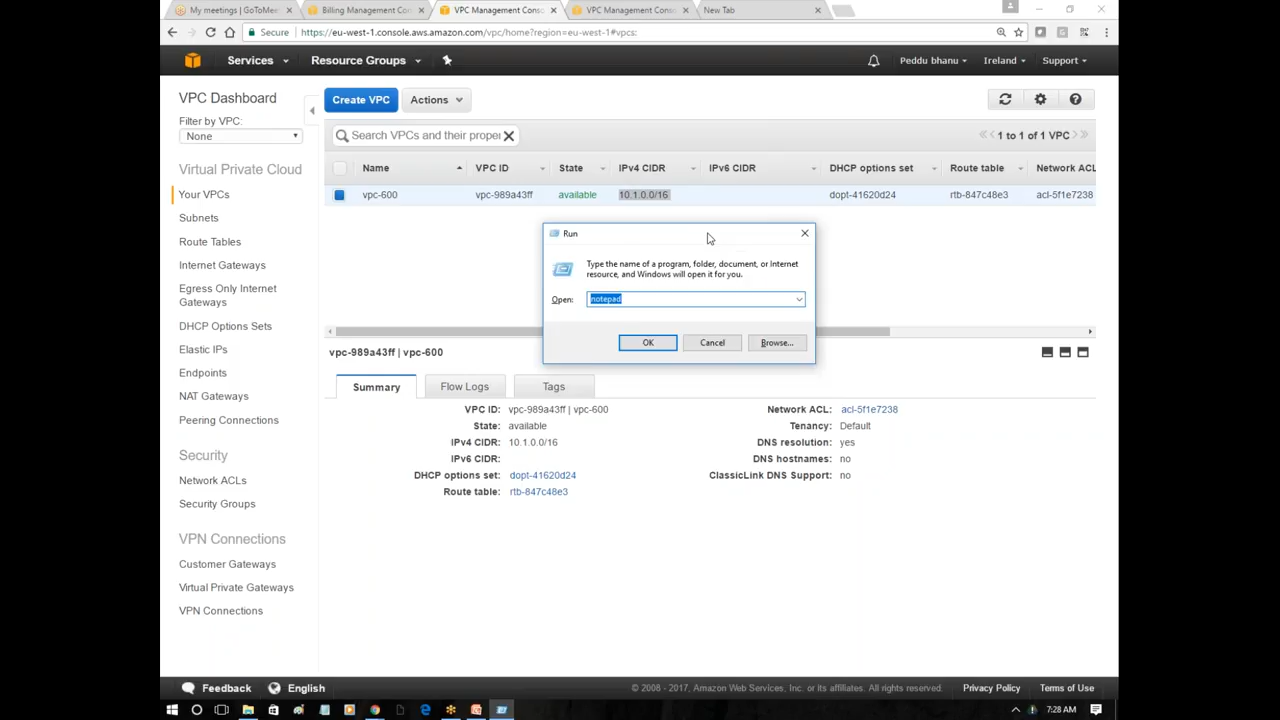 My meetings | GoToMee
Billing Management Con
VPC Management Conso
VPC Management Conso
New Tab
Secure
https://eu-west-1.console.aws.amazon.com/vpc/home?region=eu-west-1#vpcs:
Services
Resource Groups
Peddu bhanu
Ireland
Support
VPC Dashboard
Filter by VPC:
None
Virtual Private Cloud
Your VPCs
Subnets
Route Tables
Internet Gateways
Egress Only Internet
Gateways
DHCP Options Sets
Elastic IPs
Endpoints
NAT Gateways
Peering Connections
Security
Network ACLs
Security Groups
VPN Connections
Customer Gateways
Virtual Private Gateways
VPN Connections
Create VPC
Actions
Search VPCs and their proper
1 to 1 of 1 VPC
Name VPC ID State IPv4 CIDR IPv6 CIDR DHCP options set Route table Network ACL
vpc-600 vpc-989a43ff available 10.1.0.0/16 dopt-41620d24 rtb-847c48e3 acl-5f1e7238
Run
Type the name of a program, folder, document, or Internet
resource, and Windows will open it for you.
Open: notepad
OK Cancel Browse...
vpc-989a43ff | vpc-600
Summary Flow Logs Tags
VPC ID: vpc-989a43ff | vpc-600
State: available
IPv4 CIDR: 10.1.0.0/16
IPv6 CIDR:
DHCP options set: dopt-41620d24
Route table: rtb-847c48e3
Network ACL: acl-5f1e7238
Tenancy: Default
DNS resolution: yes
DNS hostnames: no
ClassicLink DNS Support: no
Feedback
English
© 2008 - 2017, Amazon Web Services, Inc. or its affiliates. All rights reserved.
Privacy Policy
Terms of Use
7:28 AM